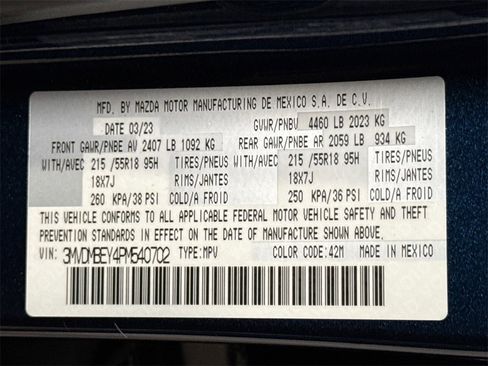 MFD. BY MAZDA MOTOR MANUFACTURING DE MEXICO S.A. DE C.V.
DATE 03/23 GVWR/PNBV 4460 LB 2023 KG
FRONT GAWR/PNBE AV 2407 LB 1092 KG REAR GAWR/PNBE AR 2059 LB 934 KG
WITH/AVEC 215 /55R18 95H TIRES/PNEUS WITH/AVEC 215 /55R18 95H TIRES/PNEUS
18X7J RIMS/JANTES 18X7J RIMS/JANTES
260 KPA/38 PSI COLD/A FROID 250 KPA/36 PSI COLD/A FROID
THIS VEHICLE CONFORMS TO ALL APPLICABLE FEDERAL MOTOR VEHICLE SAFETY AND THEFT
PREVENTION STANDARDS IN EFFECT ON THE DATE OF MANUFACTURE SHOWN ABOVE.
VIN: 3MVDMBEY4PM540702 TYPE:MPV COLOR CODE:42M MADE IN MEXICO